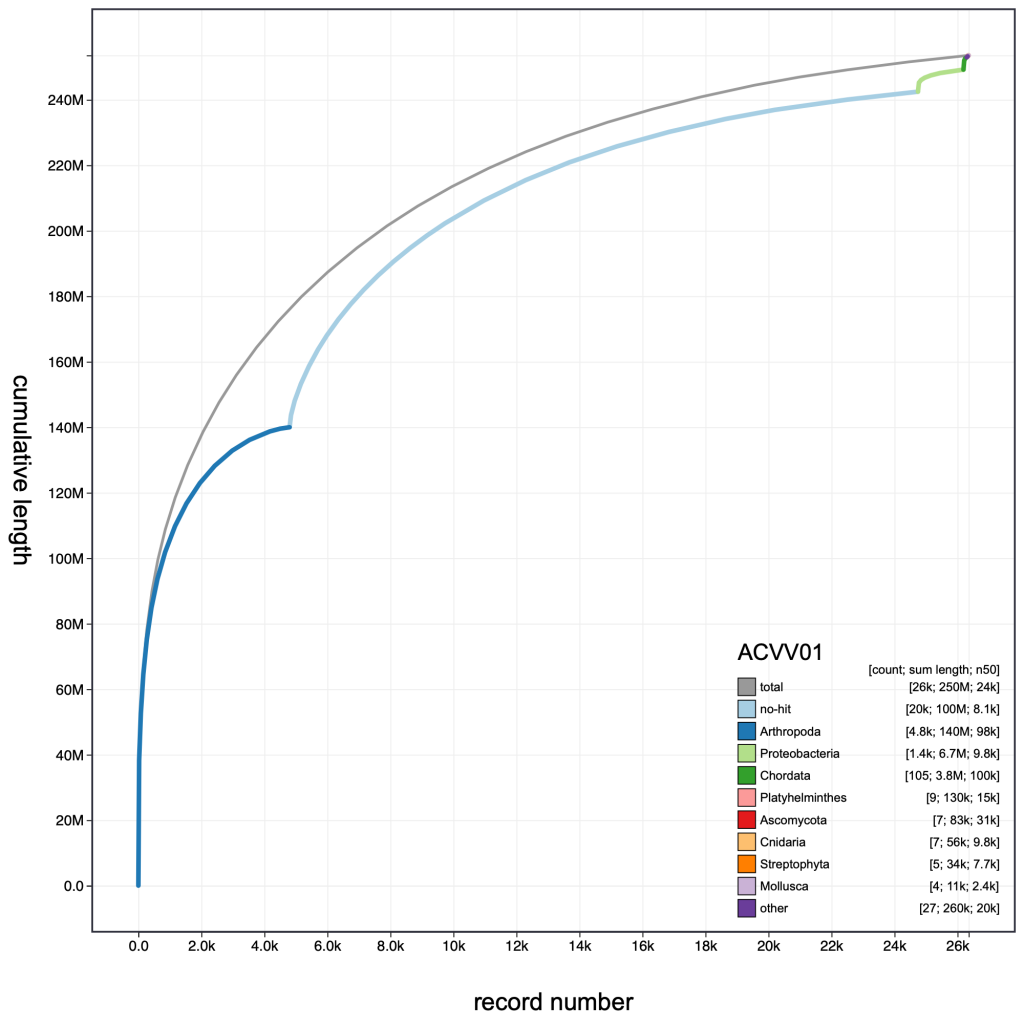 cumulative length
240M
220M
200M
180M
160M
140M
120M
100M
80M
60M
40M
20M
0.0
ACVV01
[count; sum length; n50]
total [26k; 250M; 24k]
no-hit [20k; 100M; 8.1k]
Arthropoda [4.8k; 140M; 98k]
Proteobacteria [1.4k; 6.7M; 9.8k]
Chordata [105; 3.8M; 100k]
Platyhelminthes [9; 130k; 15k]
Ascomycota [7; 83k; 31k]
Cnidaria [7; 56k; 9.8k]
Streptophyta [5; 34k; 7.7k]
Mollusca [4; 11k; 2.4k]
other [27; 260k; 20k]
0.0 2.0k 4.0k 6.0k 8.0k 10k 12k 14k 16k 18k 20k 22k 24k 26k
record number